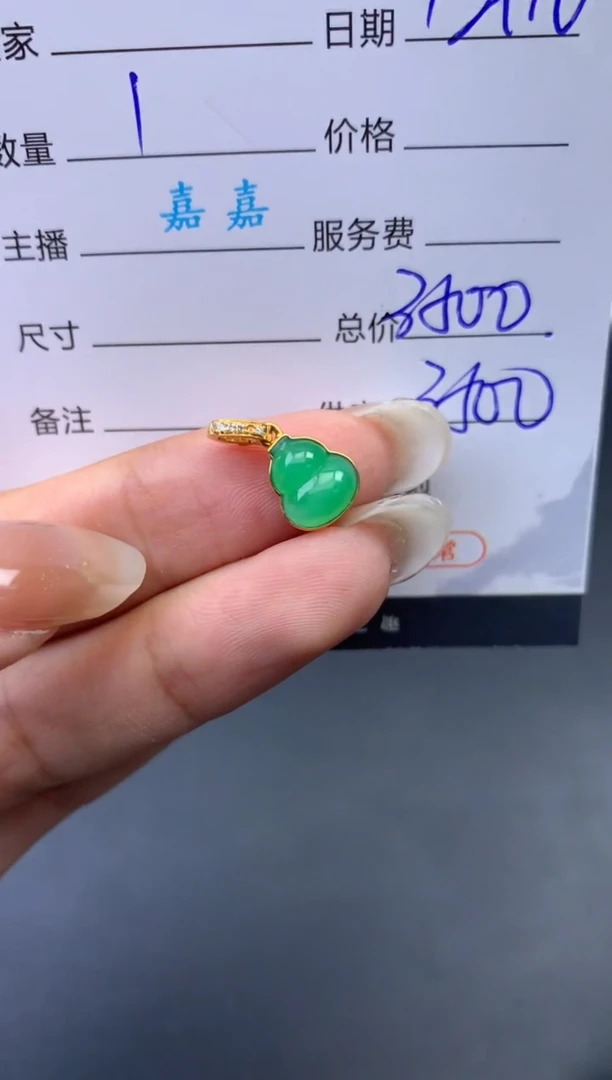 家 日期
数量 1 价格
主播 嘉嘉 服务费
尺寸 总价 3400
备注 3400